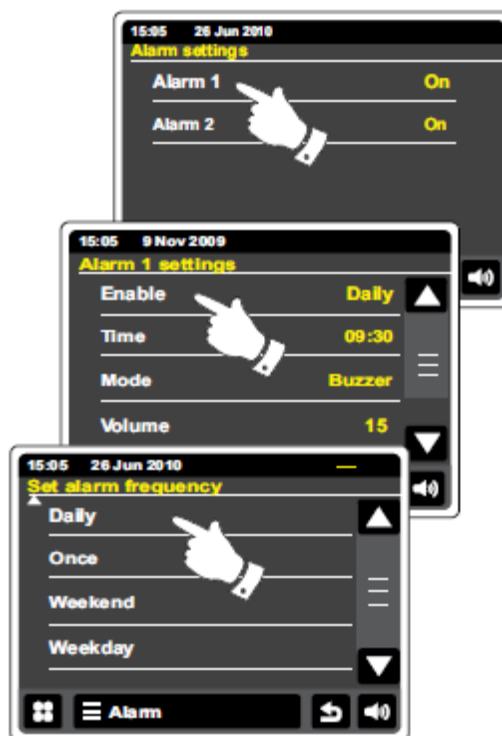 15:05 26 Jun 2010
Alarm settings
Alarm 1 On
Alarm 2 On
15:05 9 Nov 2009
Alarm 1 settings
Enable Daily
Time 09:30
Mode Buzzer
Volume 15
15:05 26 Jun 2010
Set alarm frequency
Daily
Once
Weekend
Weekday
Alarm